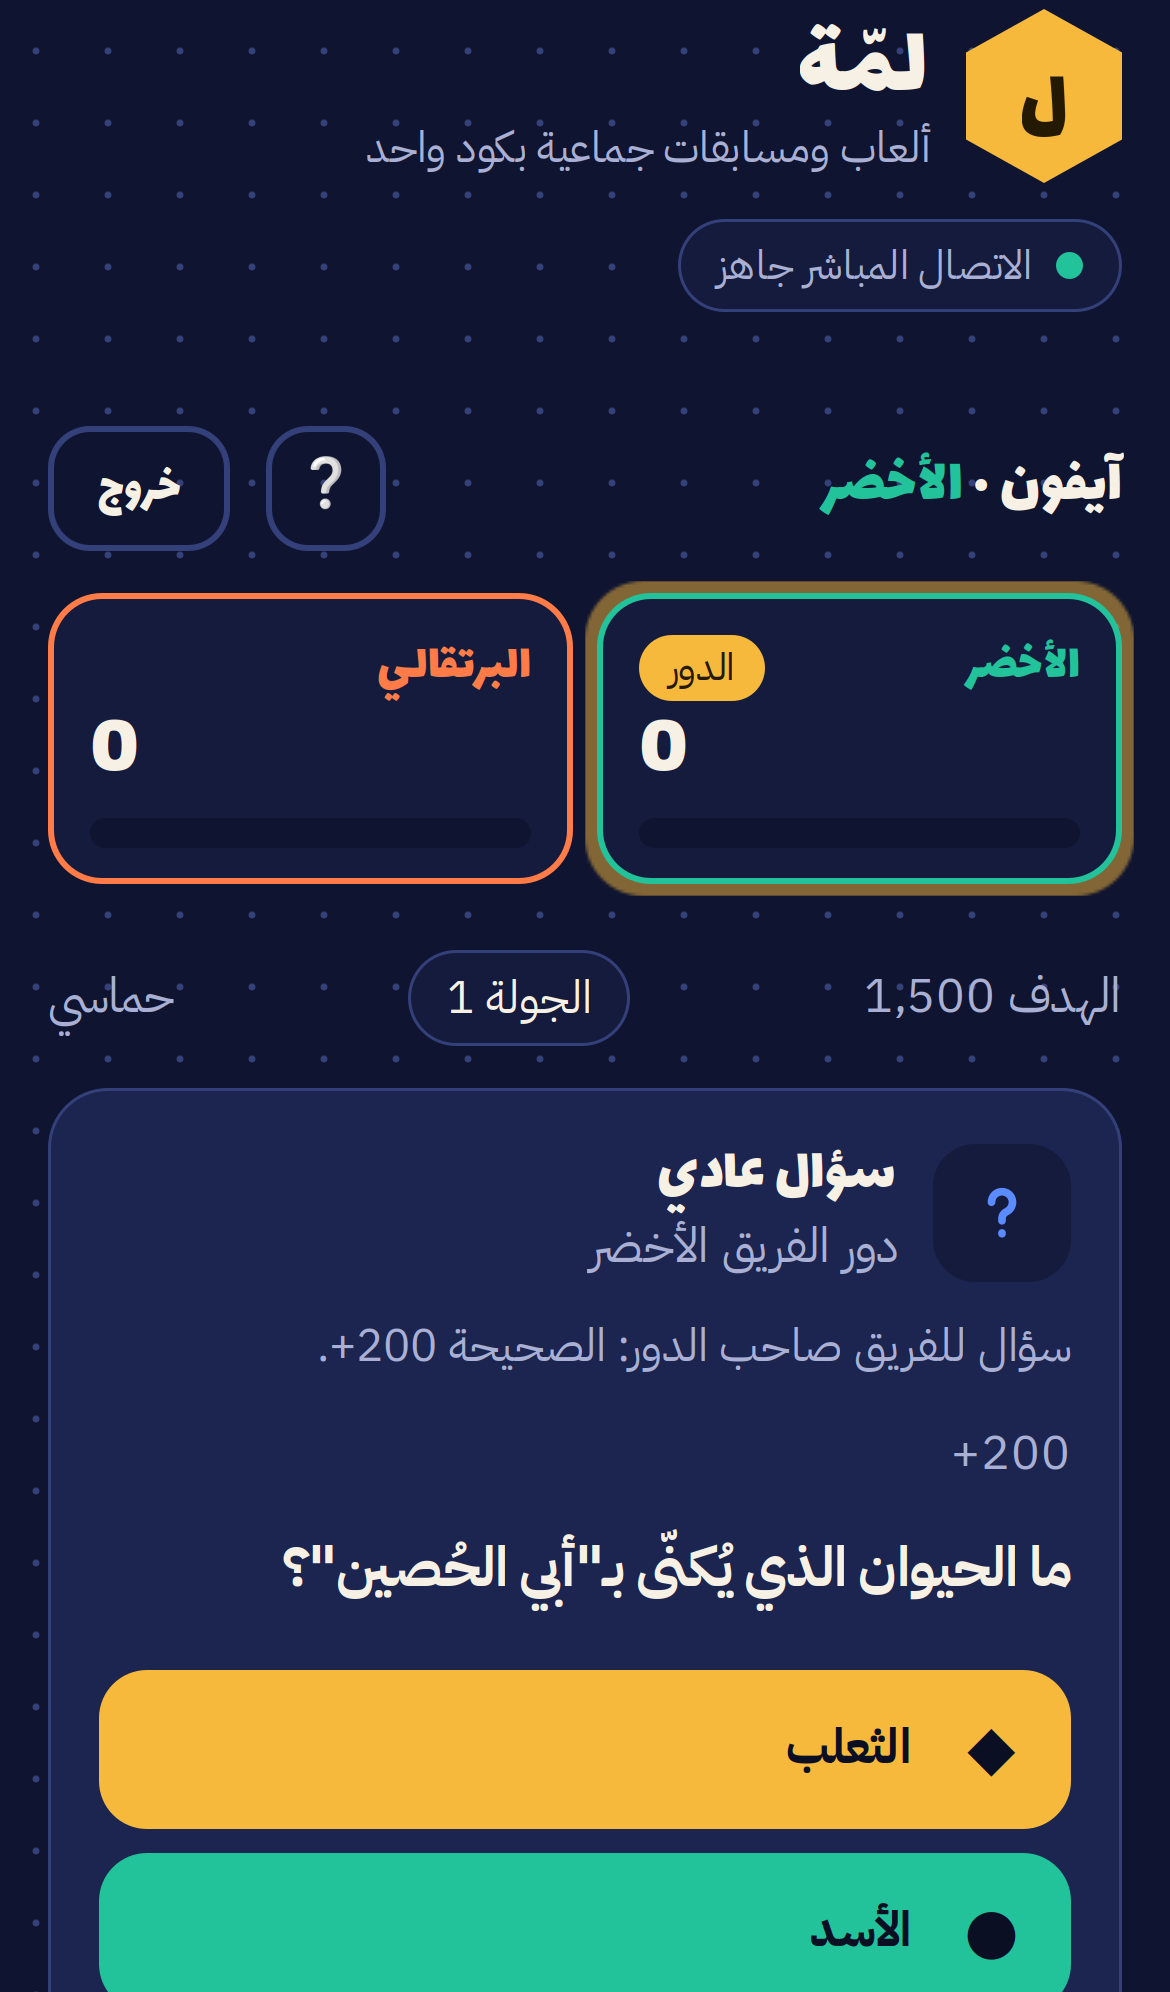 ل
لمّة
ألعاب ومسابقات جماعية بكود واحد
الاتصال المباشر جاهز
آيفون · الأخضر
?
خروج
الأخضر
الدور
0
البرتقالي
0
الهدف 1,500
الجولة 1
حماسي
?
سؤال عادي
دور الفريق الأخضر
سؤال للفريق صاحب الدور: الصحيحة 200+.
+200
ما الحيوان الذي يُكنّى بـ"أبي الحُصين"؟
الثعلب
الأسد